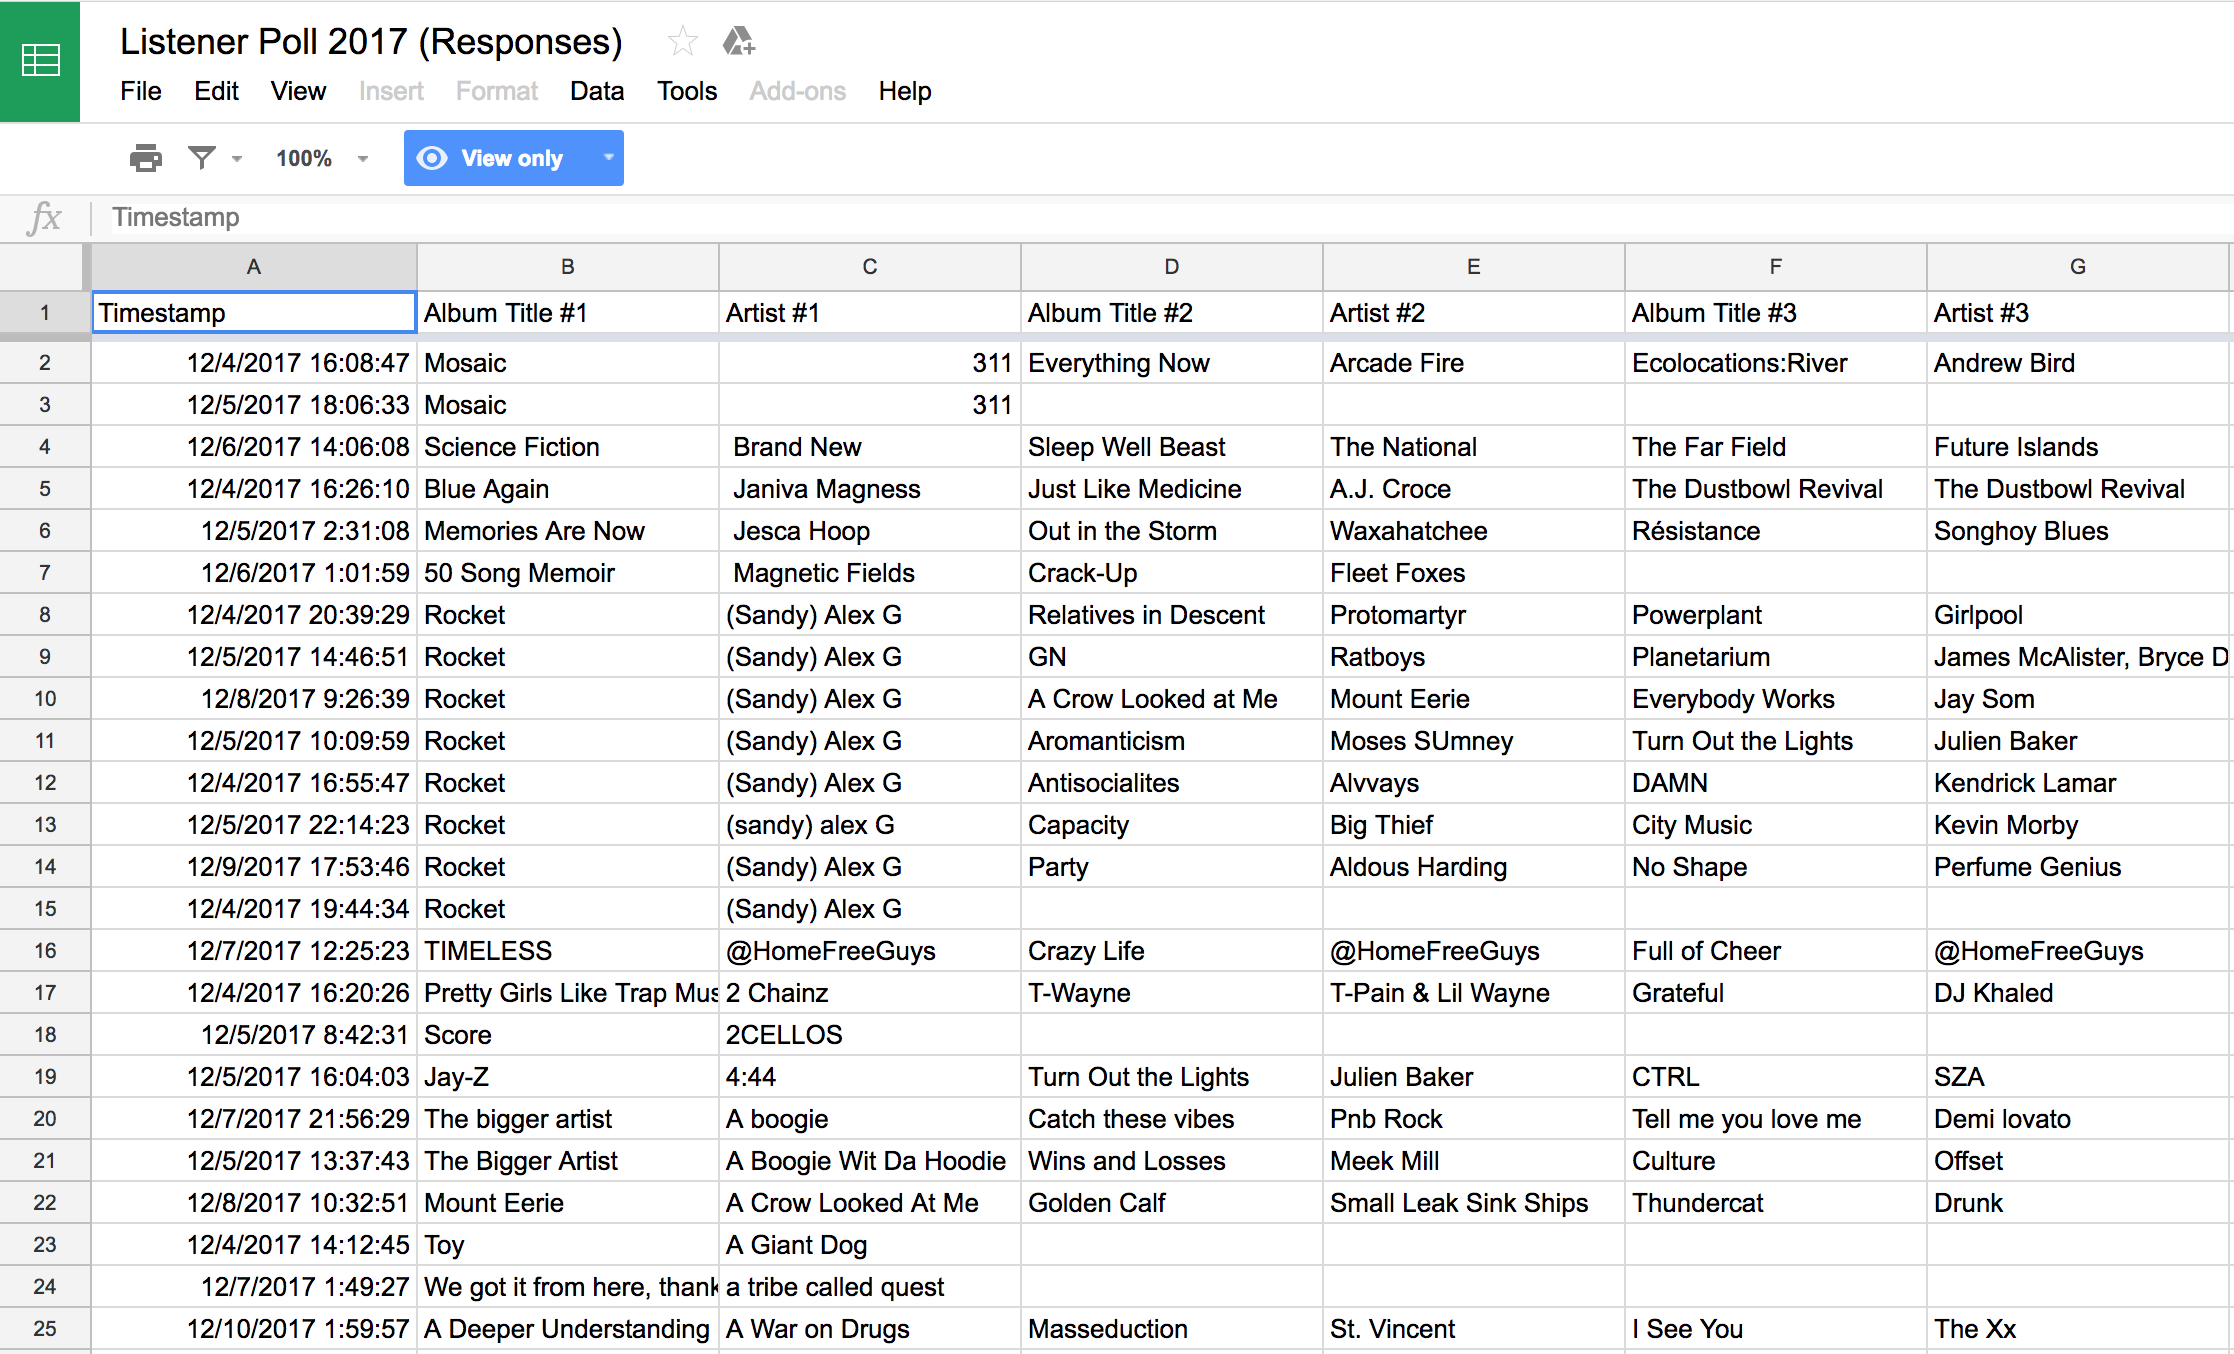 Listener Poll 2017 (Responses)
File Edit View Insert Format Data Tools Add-ons Help
100% View only
fx Timestamp
A B C D E F G
1 Timestamp Album Title #1 Artist #1 Album Title #2 Artist #2 Album Title #3 Artist #3
2 12/4/2017 16:08:47 Mosaic 311 Everything Now Arcade Fire Ecolocations:River Andrew Bird
3 12/5/2017 18:06:33 Mosaic 311
4 12/6/2017 14:06:08 Science Fiction Brand New Sleep Well Beast The National The Far Field Future Islands
5 12/4/2017 16:26:10 Blue Again Janiva Magness Just Like Medicine A.J. Croce The Dustbowl Revival The Dustbowl Revival
6 12/5/2017 2:31:08 Memories Are Now Jesca Hoop Out in the Storm Waxahatchee Résistance Songhoy Blues
7 12/6/2017 1:01:59 50 Song Memoir Magnetic Fields Crack-Up Fleet Foxes
8 12/4/2017 20:39:29 Rocket (Sandy) Alex G Relatives in Descent Protomartyr Powerplant Girlpool
9 12/5/2017 14:46:51 Rocket (Sandy) Alex G GN Ratboys Planetarium James McAlister, Bryce D
10 12/8/2017 9:26:39 Rocket (Sandy) Alex G A Crow Looked at Me Mount Eerie Everybody Works Jay Som
11 12/5/2017 10:09:59 Rocket (Sandy) Alex G Aromanticism Moses SUmney Turn Out the Lights Julien Baker
12 12/4/2017 16:55:47 Rocket (Sandy) Alex G Antisocialites Alvvays DAMN Kendrick Lamar
13 12/5/2017 22:14:23 Rocket (sandy) alex G Capacity Big Thief City Music Kevin Morby
14 12/9/2017 17:53:46 Rocket (Sandy) Alex G Party Aldous Harding No Shape Perfume Genius
15 12/4/2017 19:44:34 Rocket (Sandy) Alex G
16 12/7/2017 12:25:23 TIMELESS @HomeFreeGuys Crazy Life @HomeFreeGuys Full of Cheer @HomeFreeGuys
17 12/4/2017 16:20:26 Pretty Girls Like Trap Mus 2 Chainz T-Wayne T-Pain & Lil Wayne Grateful DJ Khaled
18 12/5/2017 8:42:31 Score 2CELLOS
19 12/5/2017 16:04:03 Jay-Z 4:44 Turn Out the Lights Julien Baker CTRL SZA
20 12/7/2017 21:56:29 The bigger artist A boogie Catch these vibes Pnb Rock Tell me you love me Demi lovato
21 12/5/2017 13:37:43 The Bigger Artist A Boogie Wit Da Hoodie Wins and Losses Meek Mill Culture Offset
22 12/8/2017 10:32:51 Mount Eerie A Crow Looked At Me Golden Calf Small Leak Sink Ships Thundercat Drunk
23 12/4/2017 14:12:45 Toy A Giant Dog
24 12/7/2017 1:49:27 We got it from here, thank a tribe called quest
25 12/10/2017 1:59:57 A Deeper Understanding A War on Drugs Masseduction St. Vincent I See You The Xx